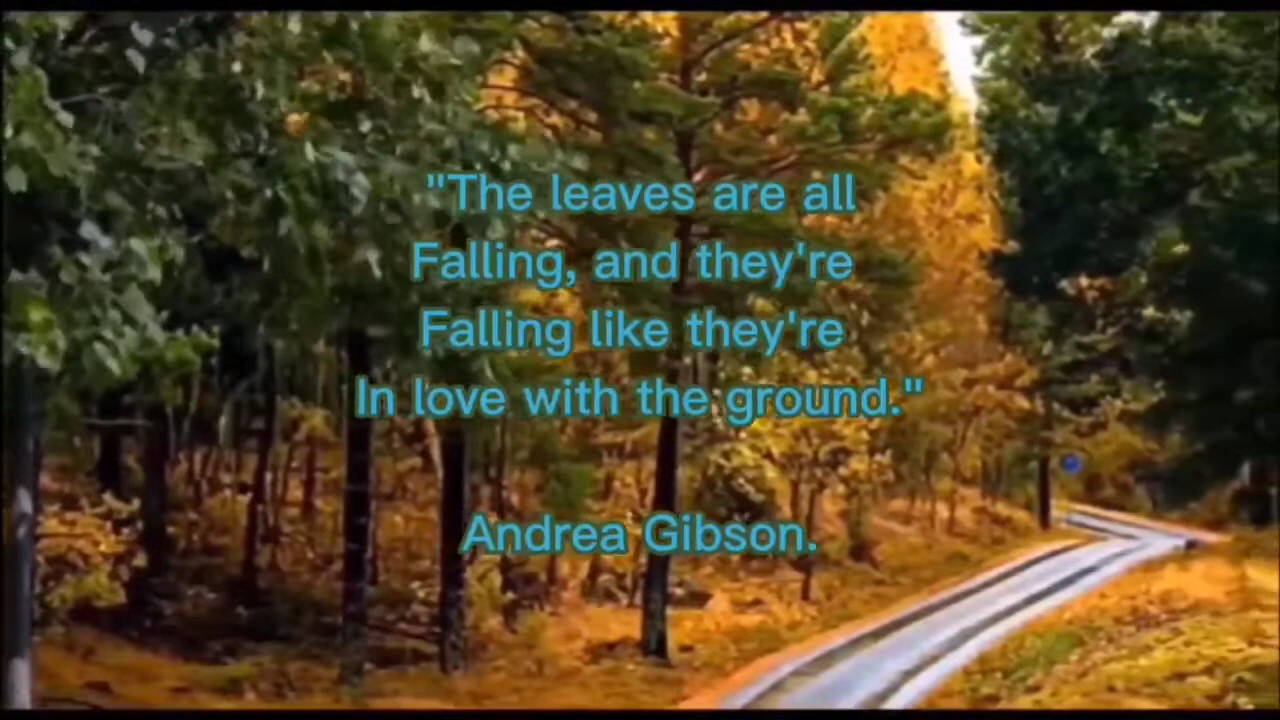 "The leaves are all
Falling, and they're
Falling like they're
In love with the ground."
Andrea Gibson.